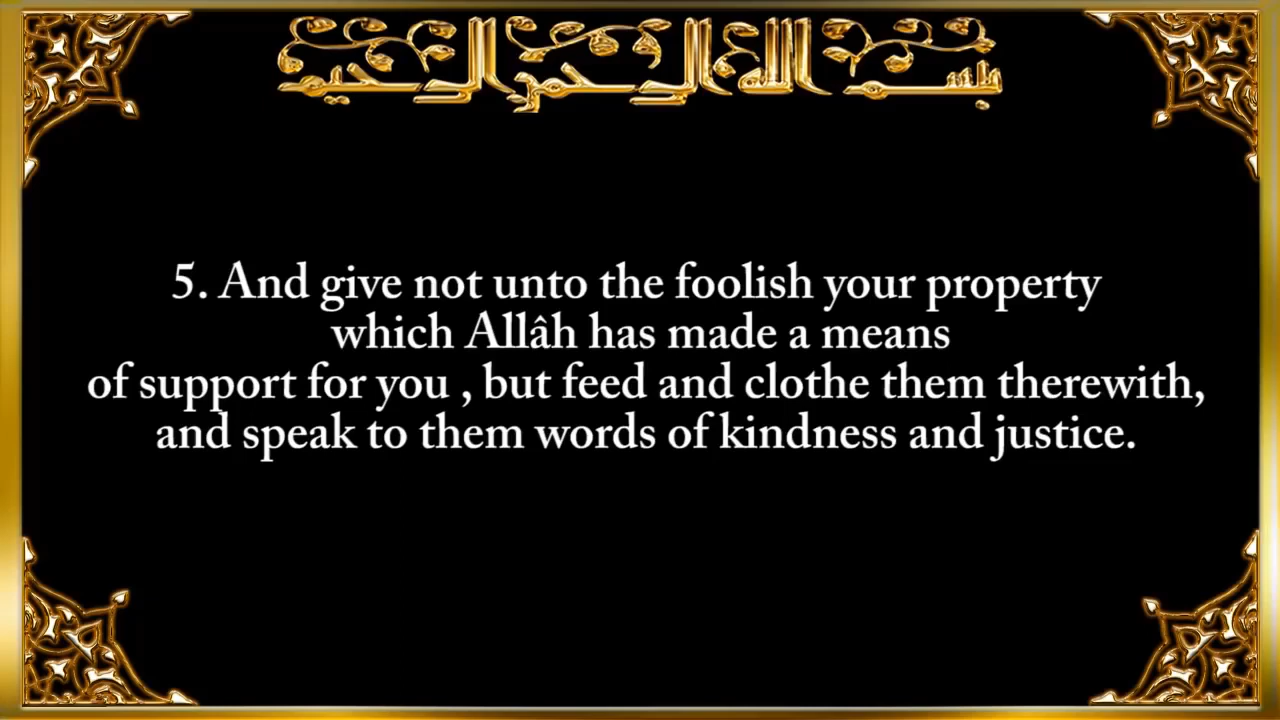 بسم الله الرحمن الرحيم
5. And give not unto the foolish your property
which Allâh has made a means
of support for you , but feed and clothe them therewith,
and speak to them words of kindness and justice.